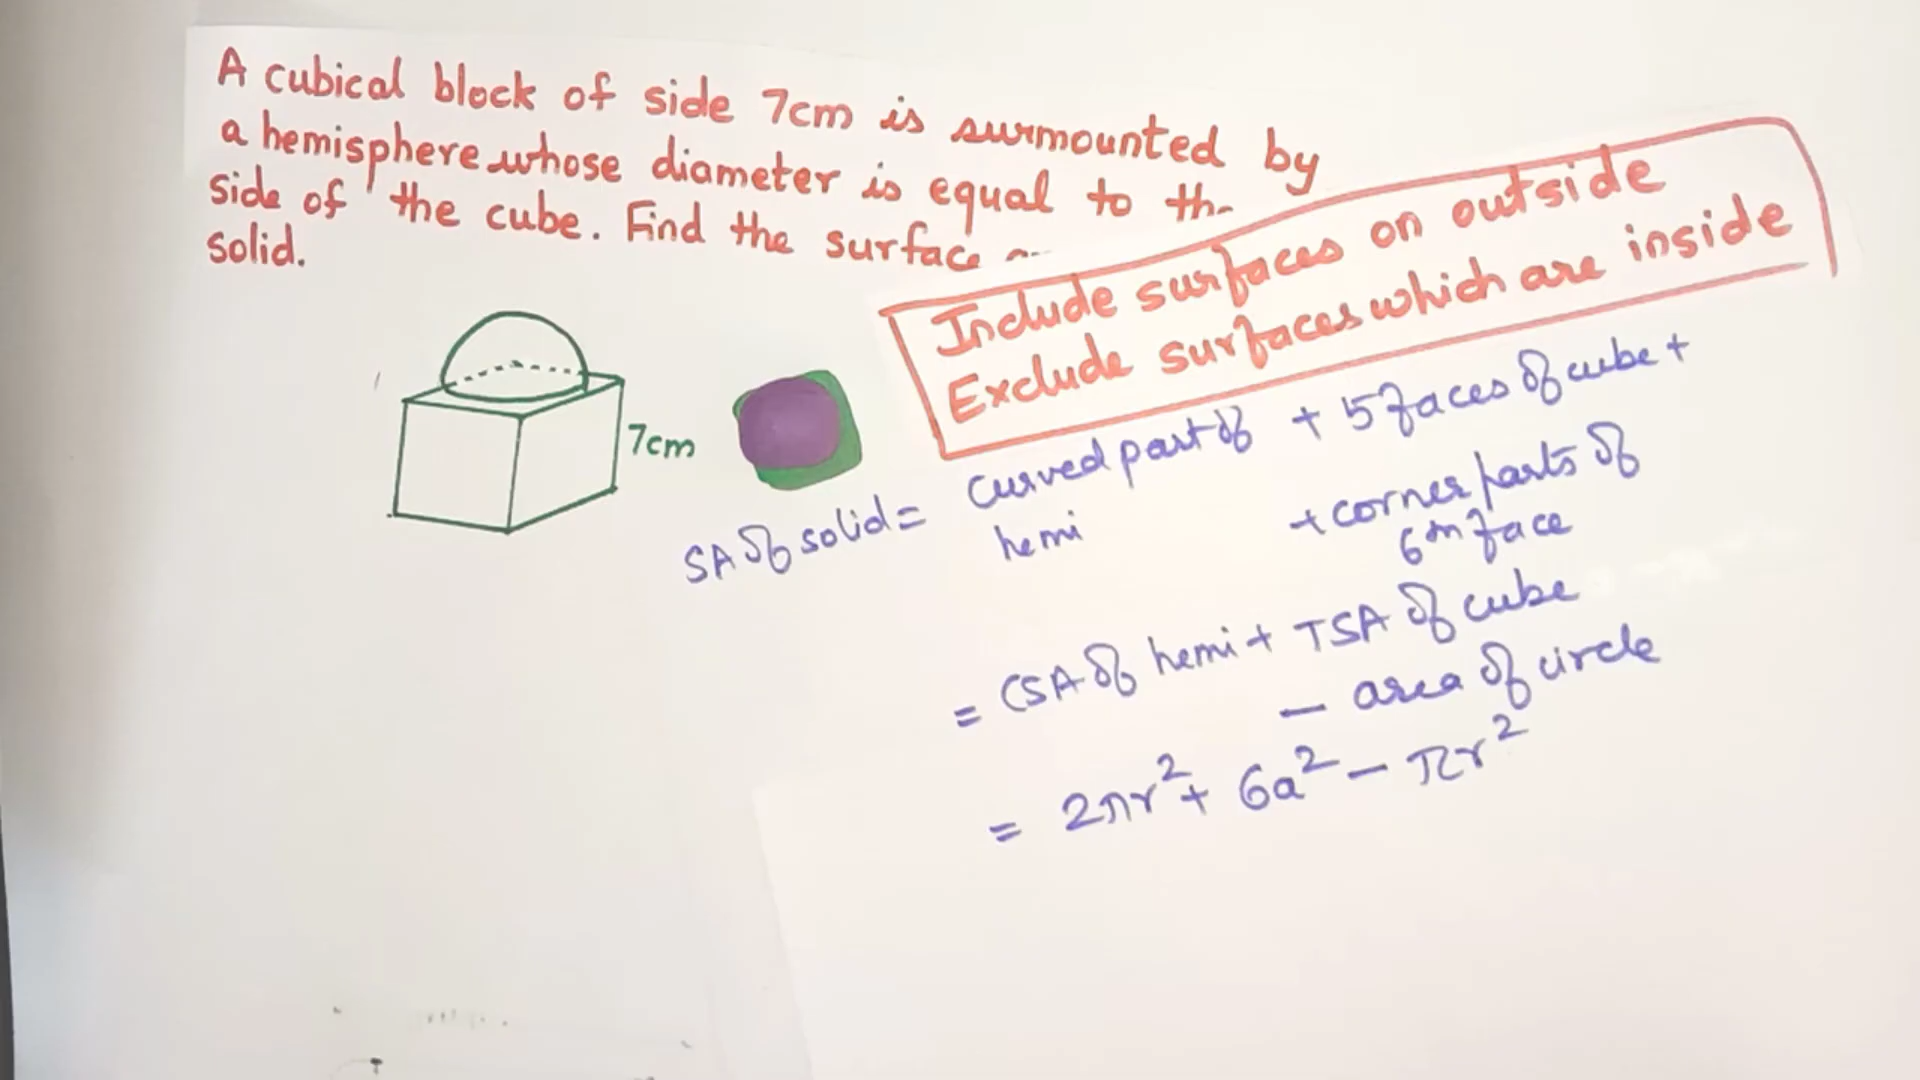 A cubical block of side 7cm is surmounted by
a hemisphere whose diameter is equal to the
side of the cube. Find the surface
solid.
Include surfaces on outside
Exclude surfaces which are inside
7cm
SA of solid = curved part of + 5 faces of cube +
hemi + corner parts of
6th face
= CSA of hemi + TSA of cube
- area of circle
= 2πr² + 6a² - πr²